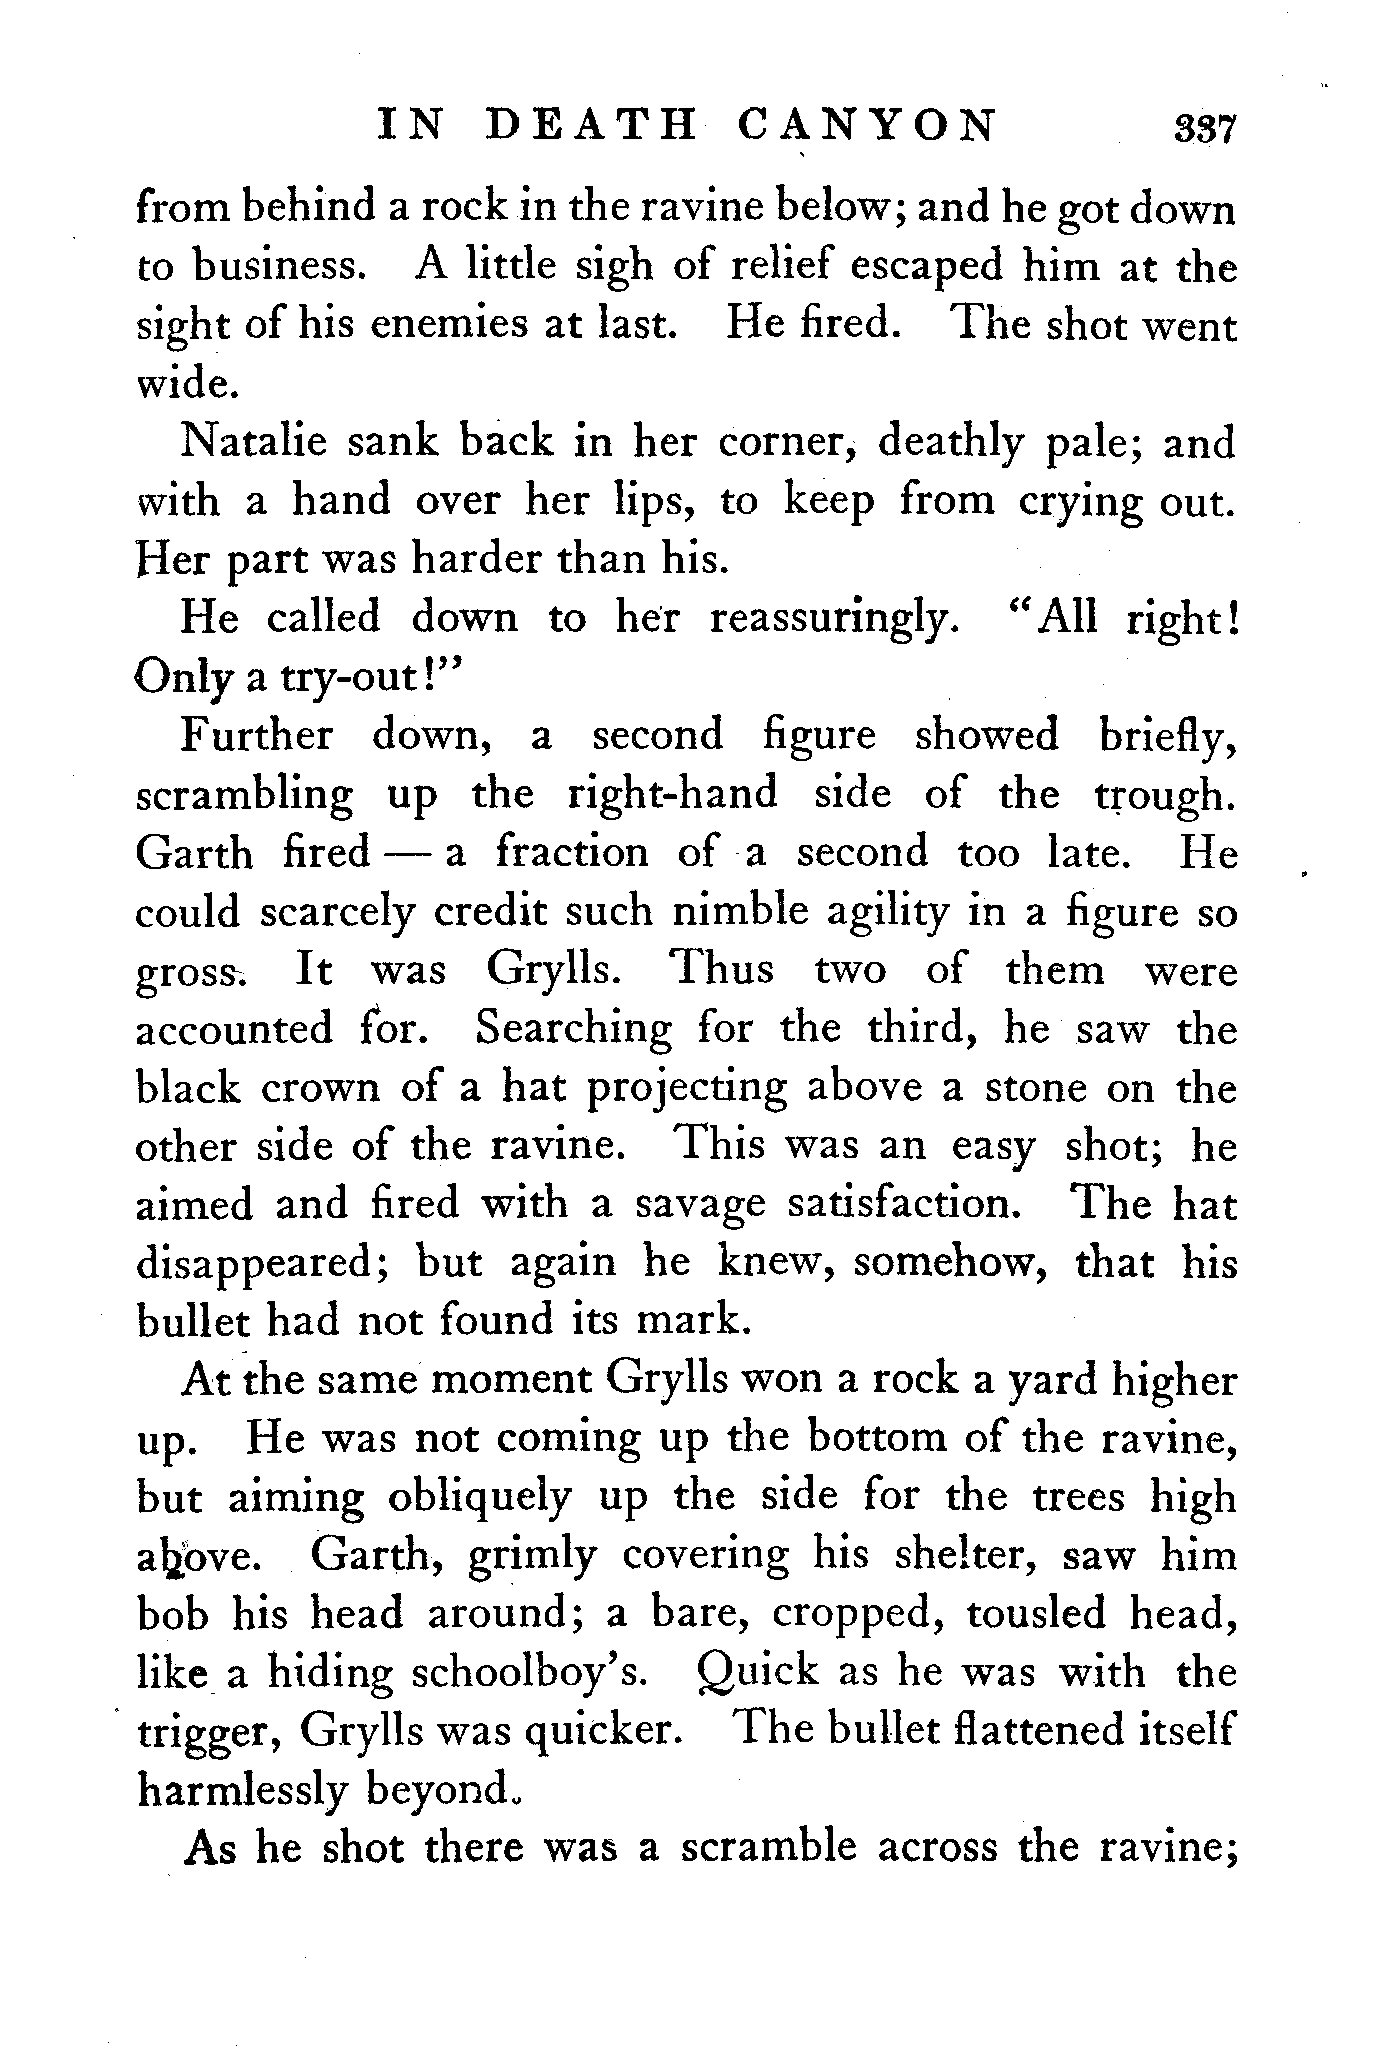 IN DEATH CANYON 337
from behind a rock in the ravine below; and he got down
to business. A little sigh of relief escaped him at the
sight of his enemies at last. He fired. The shot went
wide.
Natalie sank back in her corner, deathly pale; and
with a hand over her lips, to keep from crying out.
Her part was harder than his.
He called down to her reassuringly. "All right!
Only a try-out!"
Further down, a second figure showed briefly,
scrambling up the right-hand side of the trough.
Garth fired — a fraction of a second too late. He
could scarcely credit such nimble agility in a figure so
gross. It was Grylls. Thus two of them were
accounted for. Searching for the third, he saw the
black crown of a hat projecting above a stone on the
other side of the ravine. This was an easy shot; he
aimed and fired with a savage satisfaction. The hat
disappeared; but again he knew, somehow, that his
bullet had not found its mark.
At the same moment Grylls won a rock a yard higher
up. He was not coming up the bottom of the ravine,
but aiming obliquely up the side for the trees high
above. Garth, grimly covering his shelter, saw him
bob his head around; a bare, cropped, tousled head,
like a hiding schoolboy's. Quick as he was with the
trigger, Grylls was quicker. The bullet flattened itself
harmlessly beyond.
As he shot there was a scramble across the ravine;